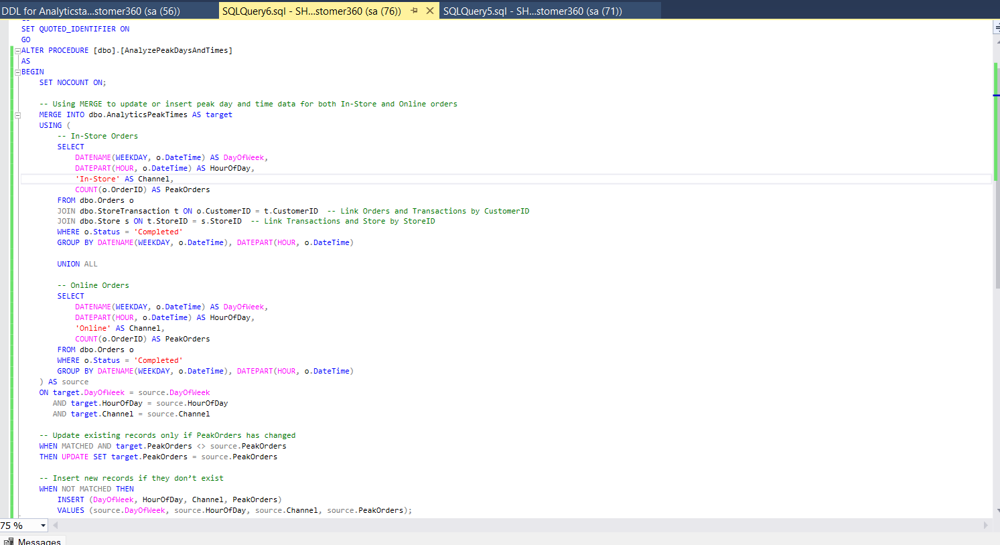 DDL for Analyticsta...stomer360 (sa (56))
SQLQuery6.sql - SH...stomer360 (sa (76))
SQLQuery5.sql - SH...stomer360 (sa (71))
SET QUOTED_IDENTIFIER ON
GO
ALTER PROCEDURE [dbo].[AnalyzePeakDaysAndTimes]
AS
BEGIN
    SET NOCOUNT ON;
    -- Using MERGE to update or insert peak day and time data for both In-Store and Online orders
    MERGE INTO dbo.AnalyticsPeakTimes AS target
    USING (
        -- In-Store Orders
        SELECT
            DATENAME(WEEKDAY, o.DateTime) AS DayOfWeek,
            DATEPART(HOUR, o.DateTime) AS HourOfDay,
            'In-Store' AS Channel,
            COUNT(o.OrderID) AS PeakOrders
        FROM dbo.Orders o
        JOIN dbo.StoreTransaction t ON o.CustomerID = t.CustomerID  -- Link Orders and Transactions by CustomerID
        JOIN dbo.Store s ON t.StoreID = s.StoreID  -- Link Transactions and Store by StoreID
        WHERE o.Status = 'Completed'
        GROUP BY DATENAME(WEEKDAY, o.DateTime), DATEPART(HOUR, o.DateTime)
        UNION ALL
        -- Online Orders
        SELECT
            DATENAME(WEEKDAY, o.DateTime) AS DayOfWeek,
            DATEPART(HOUR, o.DateTime) AS HourOfDay,
            'Online' AS Channel,
            COUNT(o.OrderID) AS PeakOrders
        FROM dbo.Orders o
        WHERE o.Status = 'Completed'
        GROUP BY DATENAME(WEEKDAY, o.DateTime), DATEPART(HOUR, o.DateTime)
    ) AS source
    ON target.DayOfWeek = source.DayOfWeek
       AND target.HourOfDay = source.HourOfDay
       AND target.Channel = source.Channel
    -- Update existing records only if PeakOrders has changed
    WHEN MATCHED AND target.PeakOrders <> source.PeakOrders
    THEN UPDATE SET target.PeakOrders = source.PeakOrders
    -- Insert new records if they don’t exist
    WHEN NOT MATCHED THEN
        INSERT (DayOfWeek, HourOfDay, Channel, PeakOrders)
        VALUES (source.DayOfWeek, source.HourOfDay, source.Channel, source.PeakOrders);
75 %
Messages